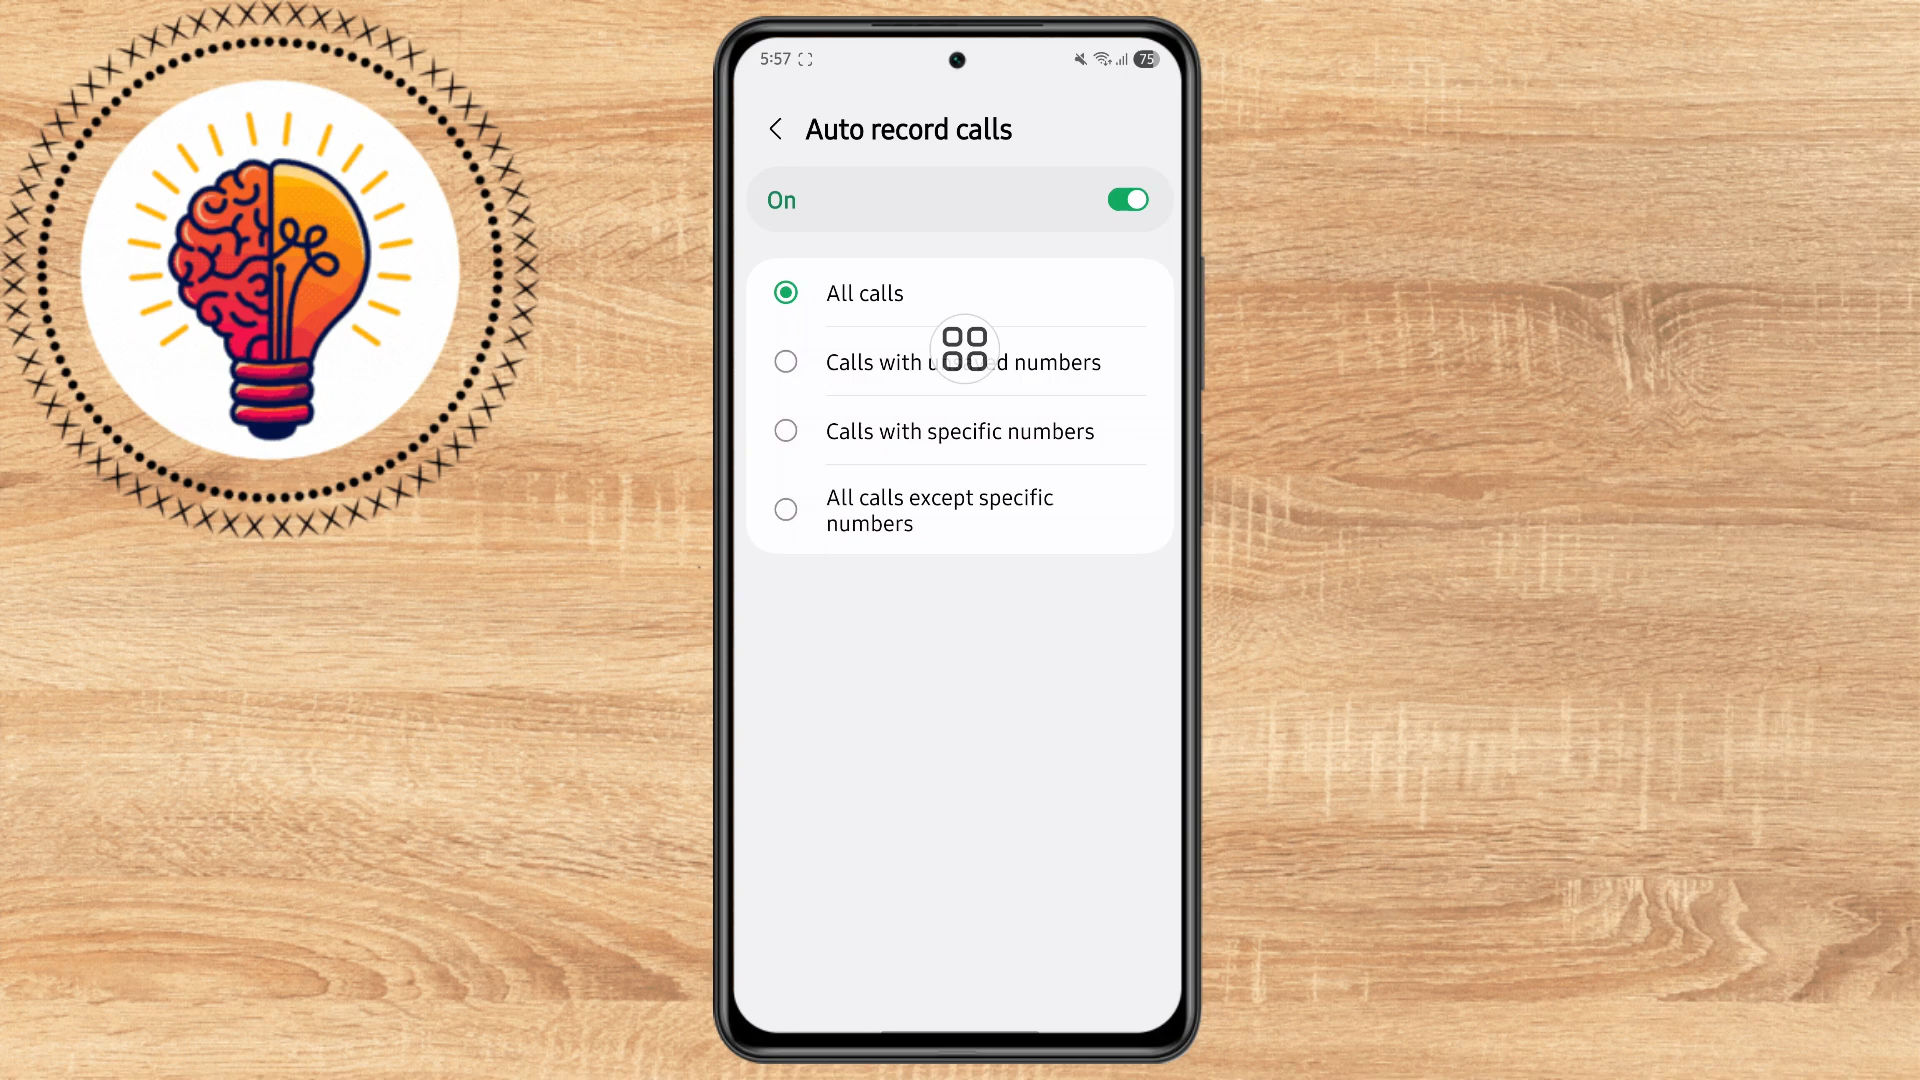 5:57
75
Auto record calls
On
All calls
Calls with numbers
Calls with specific numbers
All calls except specific
numbers